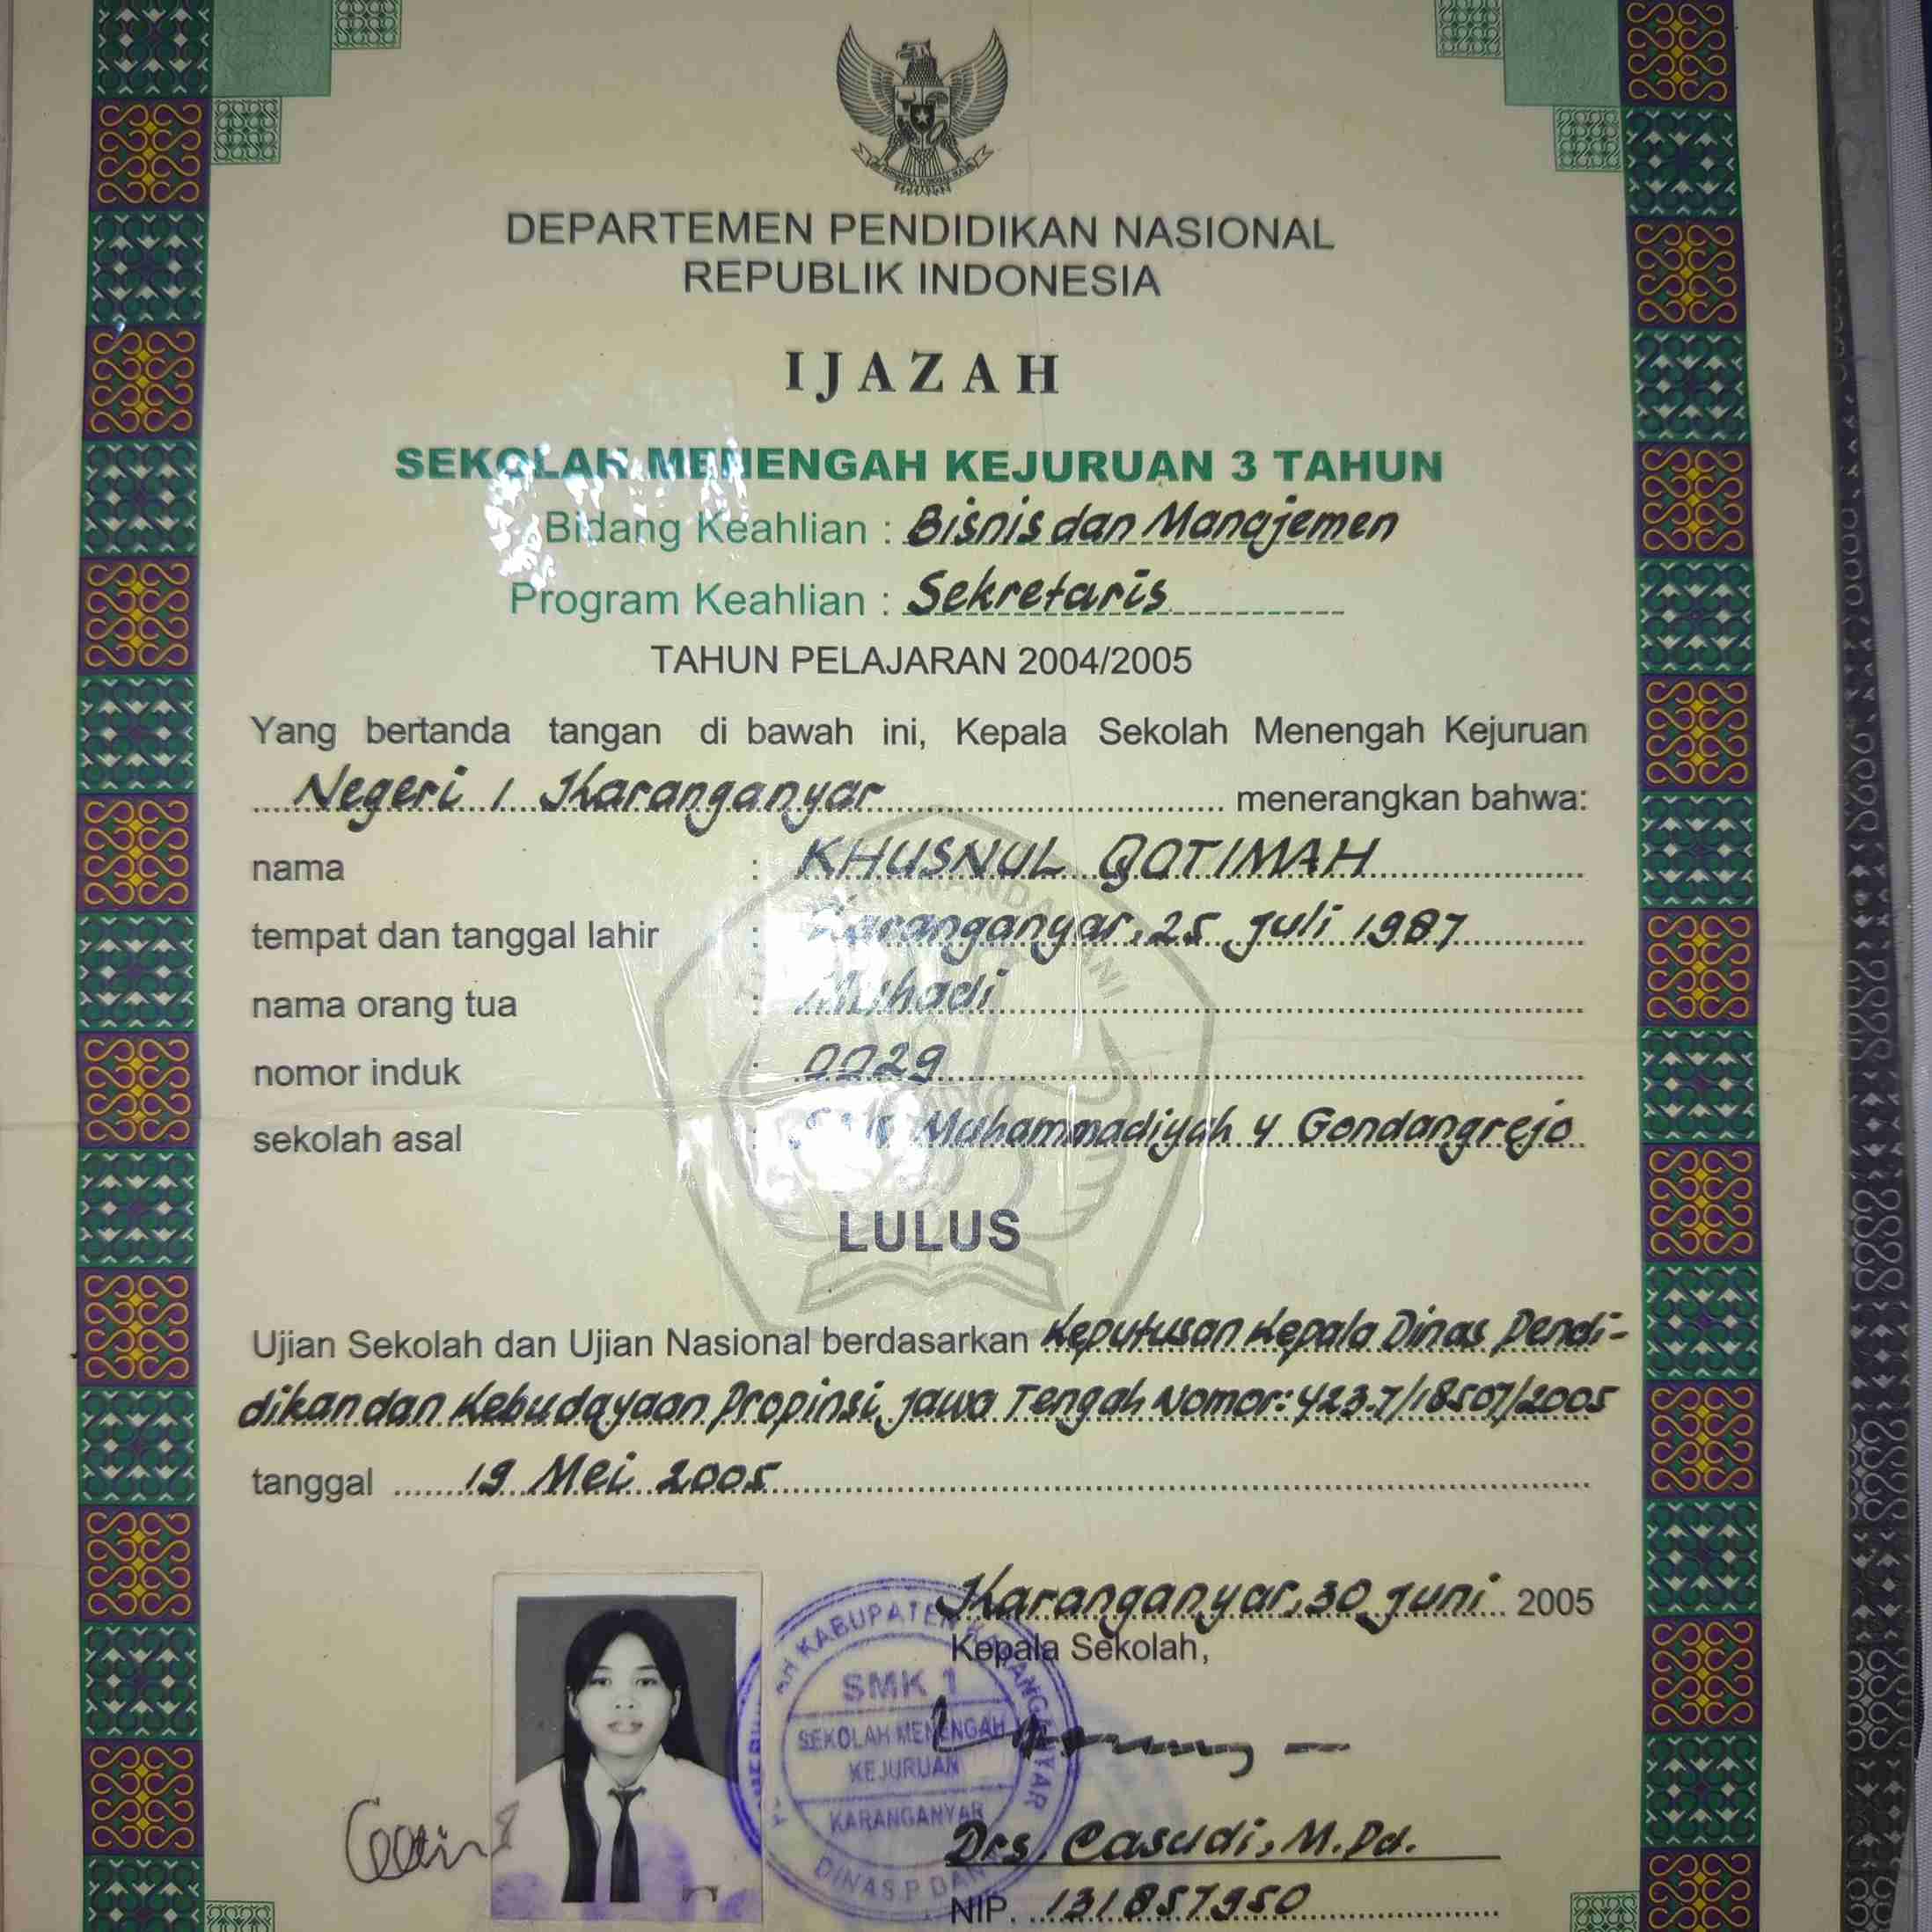 DEPARTEMEN PENDIDIKAN NASIONAL
REPUBLIK INDONESIA
IJAZAH
SEKOLAH MENENGAH KEJURUAN 3 TAHUN
Bidang Keahlian : Bisnis dan Manajemen
Program Keahlian : Sekretaris
TAHUN PELAJARAN 2004/2005
Yang bertanda tangan di bawah ini, Kepala Sekolah Menengah Kejuruan
Negeri 1 Karanganyar menerangkan bahwa:
nama : KHUSNUL QOTIMAH
tempat dan tanggal lahir : Karanganyar, 25 Juli 1987
nama orang tua : Muhadi
nomor induk : 0029
sekolah asal : SMK Muhammadiyah 4 Gondangrejo
LULUS
Ujian Sekolah dan Ujian Nasional berdasarkan Keputusan Kepala Dinas Pendi-
dikan dan Kebudayaan Propinsi Jawa Tengah Nomor: 423.7/18507/2005
tanggal 19 Mei 2005
Karanganyar, 30 Juni 2005
Kepala Sekolah,
KABUPATEN KARANGANYAR
SMK 1
SEKOLAH MENENGAH
KEJURUAN
KARANGANYAR
DINAS P DAN
Drs. Casudi, M.Pd.
NIP. 131857950